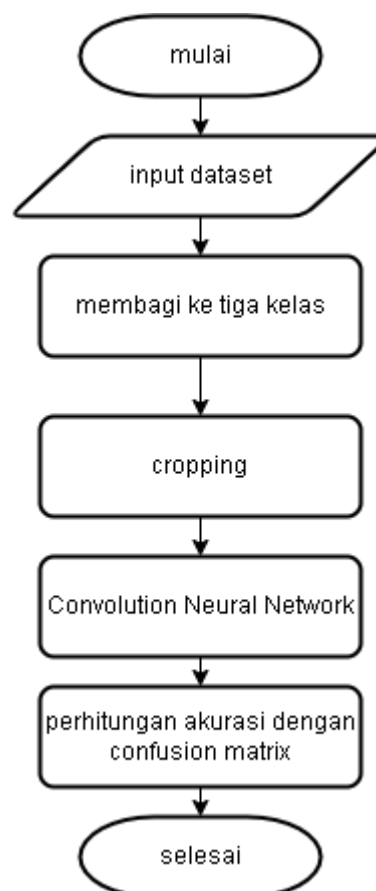 mulai
input dataset
membagi ke tiga kelas
cropping
Convolution Neural Network
perhitungan akurasi dengan
confusion matrix
selesai